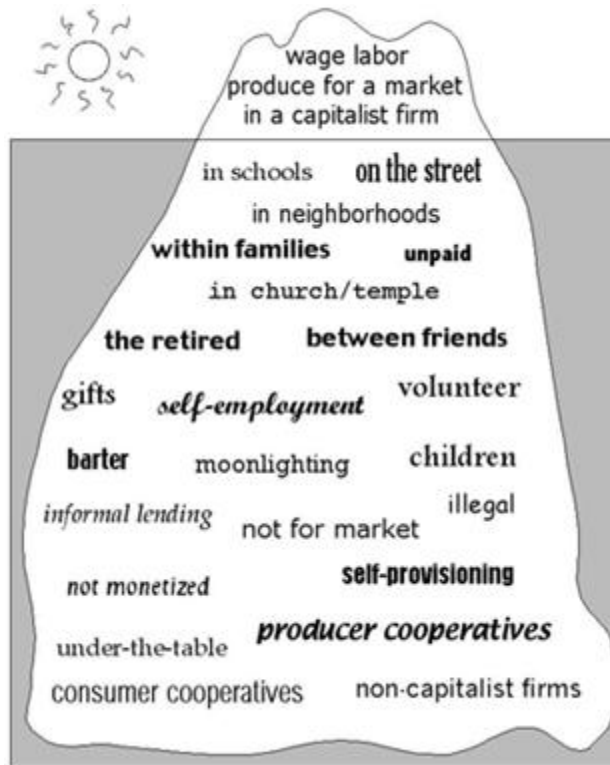 wage labor
produce for a market
in a capitalist firm
in schools on the street
in neighborhoods
within families unpaid
in church/temple
the retired between friends
gifts self-employment volunteer
barter moonlighting children
informal lending not for market illegal
not monetized self-provisioning
under-the-table producer cooperatives
consumer cooperatives non-capitalist firms